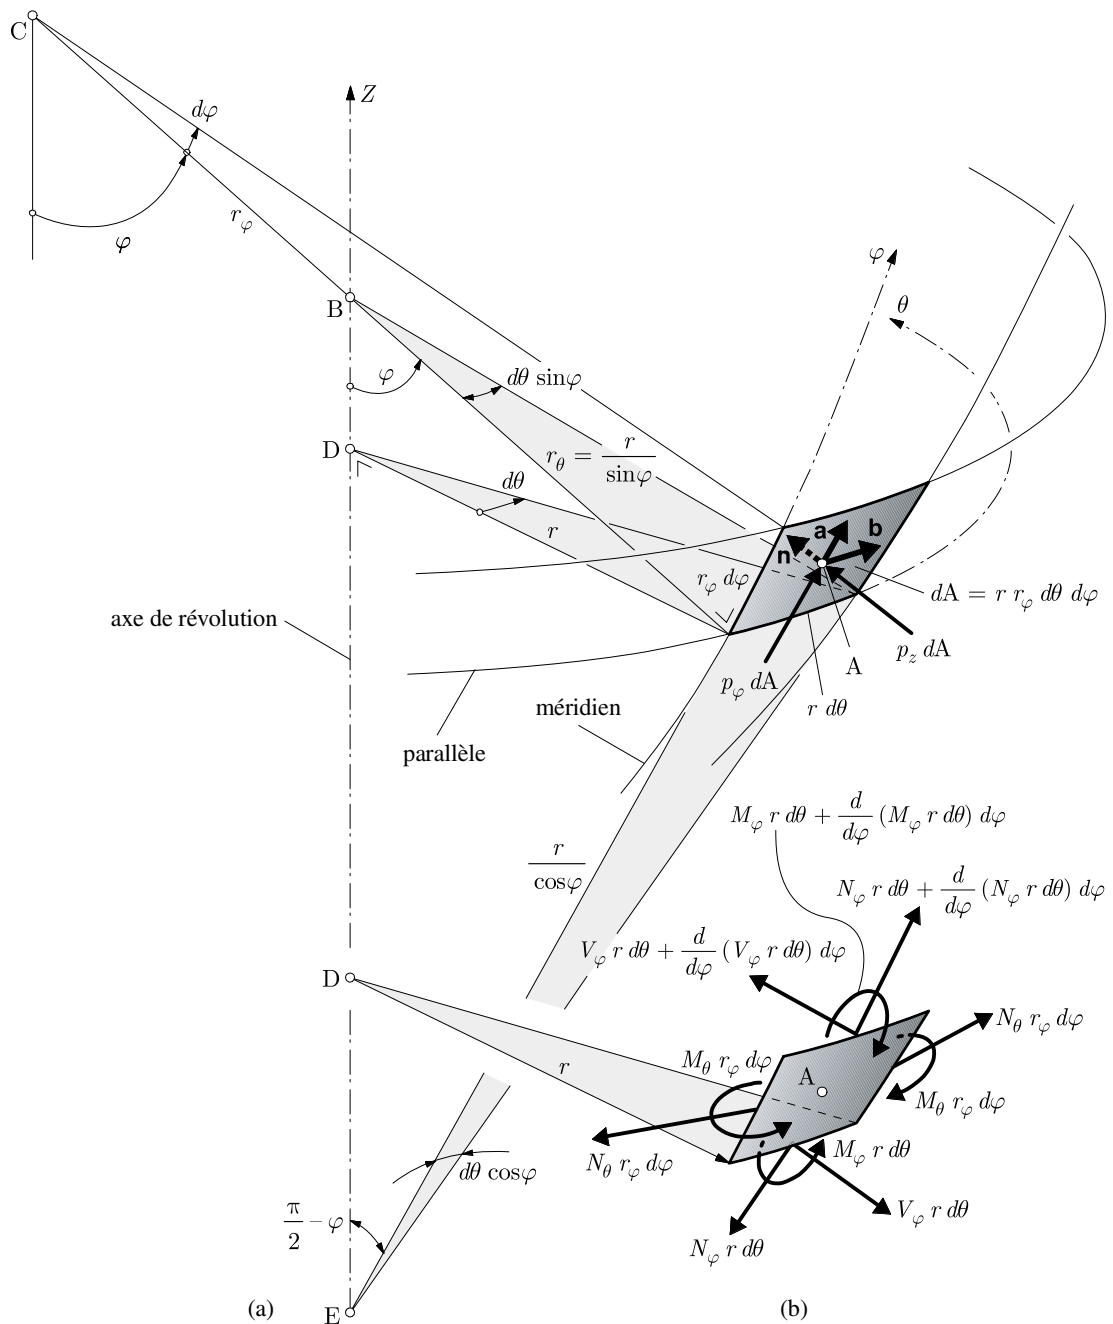 C
Z
dφ
r_φ
φ
φ
θ
B
φ
dθ sinφ
D
r_θ = r / sinφ
dθ
r
a
b
n
r_φ dφ
dA = r r_φ dθ dφ
axe de révolution
p_z dA
A
p_φ dA
r dθ
méridien
parallèle
M_φ r dθ + d/dφ (M_φ r dθ) dφ
r / cosφ
N_φ r dθ + d/dφ (N_φ r dθ) dφ
V_φ r dθ + d/dφ (V_φ r dθ) dφ
D
N_θ r_φ dφ
M_θ r_φ dφ
r
A
M_θ r_φ dφ
M_φ r dθ
N_θ r_φ dφ
dθ cosφ
V_φ r dθ
π/2 – φ
N_φ r dθ
E
(a)
(b)